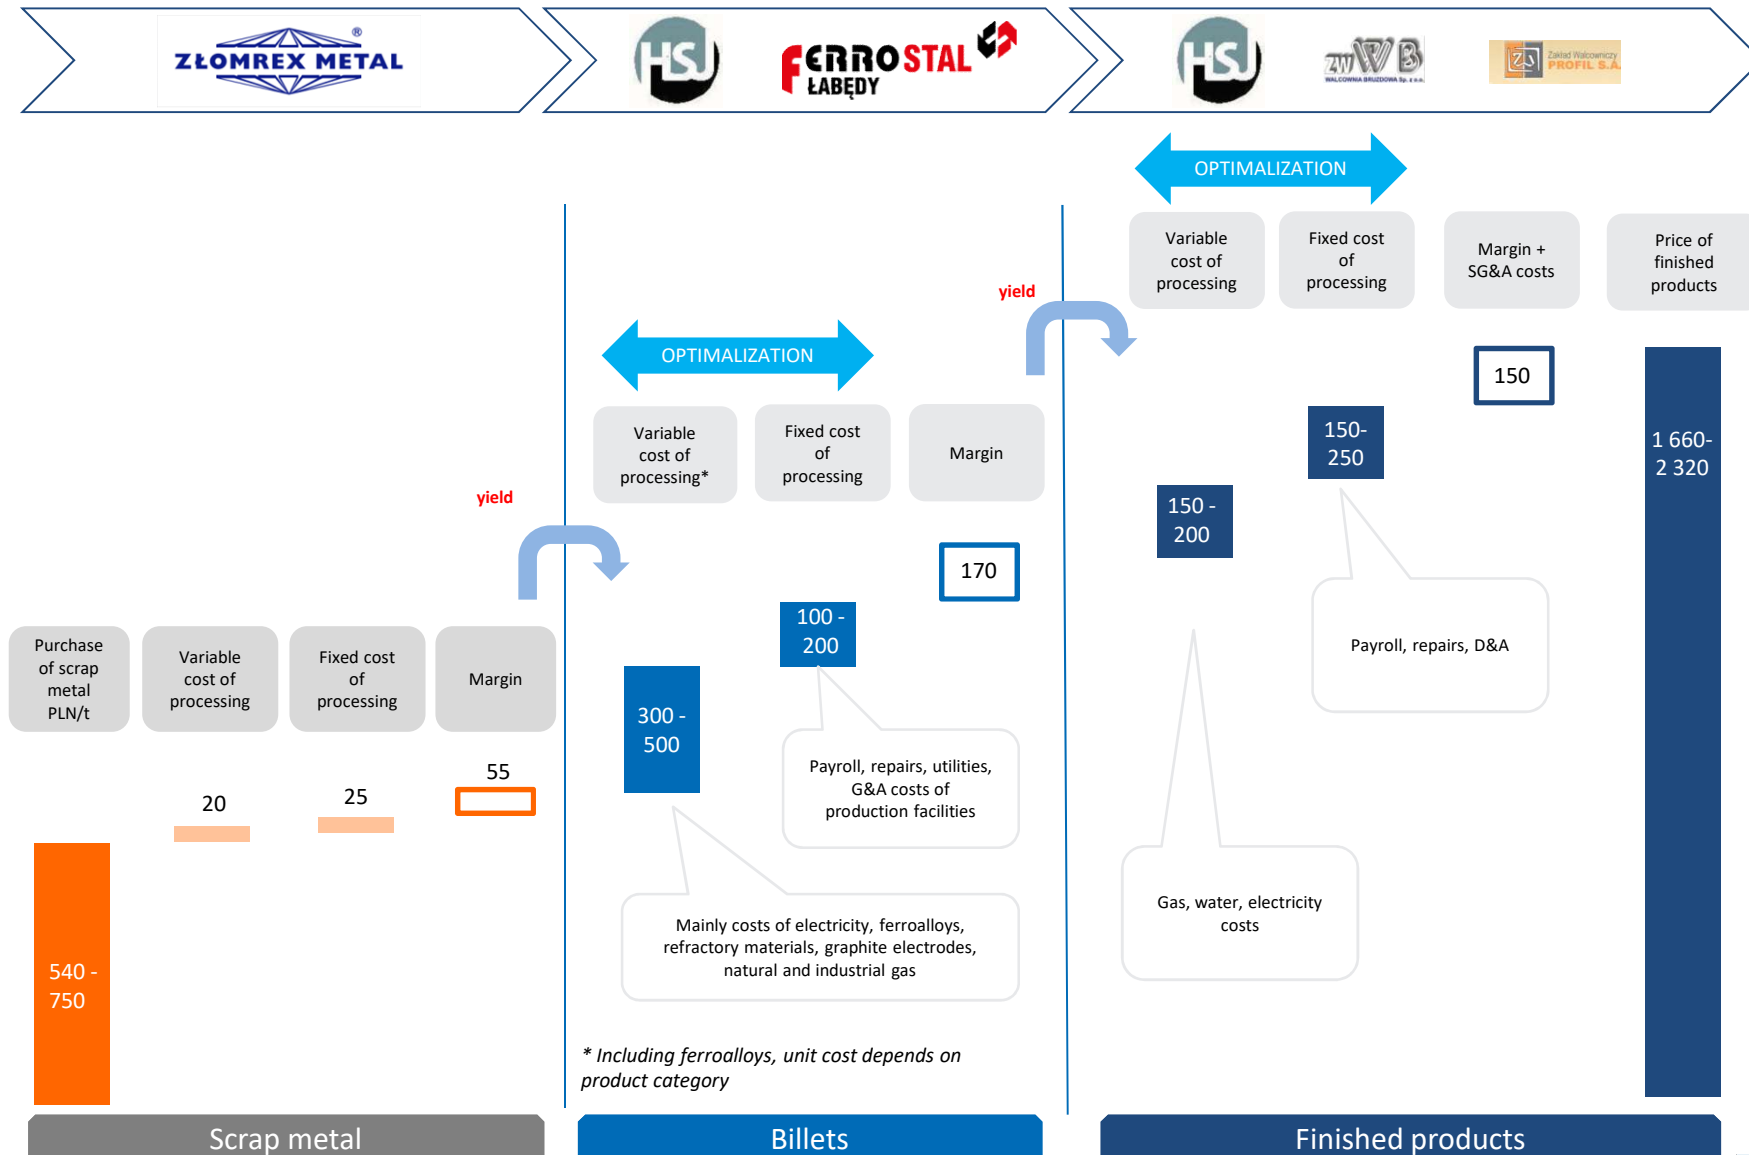 ZŁOMREX METAL
®
HSJ
FERROSTAL
ŁABĘDY
HSJ
ZWWB
WALCOWNIA BRUZDOWA Sp. z o.o.
Zakład Walcowniczy
PROFIL S.A.
OPTIMALIZATION
Variable
cost of
processing
Fixed cost
of
processing
Margin +
SG&A costs
Price of
finished
products
yield
OPTIMALIZATION
150
Variable
cost of
processing*
Fixed cost
of
processing
Margin
150-
250
1 660-
2 320
yield
150 -
200
170
100 -
200
Purchase
of scrap
metal
PLN/t
Variable
cost of
processing
Fixed cost
of
processing
Margin
Payroll, repairs, D&A
300 -
500
55
20
25
Payroll, repairs, utilities,
G&A costs of
production facilities
Gas, water, electricity
costs
Mainly costs of electricity, ferroalloys,
refractory materials, graphite electrodes,
natural and industrial gas
540 -
750
* Including ferroalloys, unit cost depends on
product category
Scrap metal
Billets
Finished products